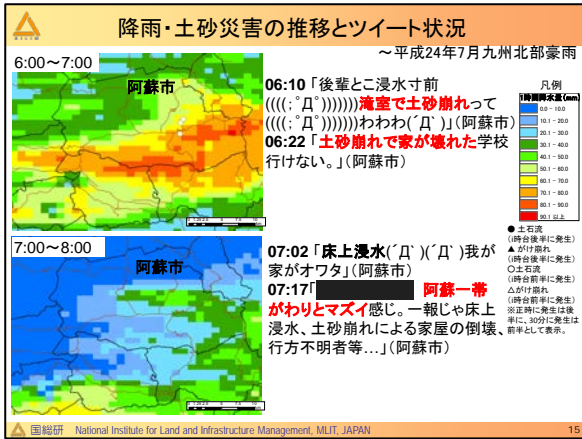 降雨・土砂災害の推移とツイート状況
～平成24年7月九州北部豪雨
6:00～7:00
阿蘇市
06:10 「後輩とこ浸水寸前
((((;゜Д゜)))))))滝室で土砂崩れって
((((;゜Д゜)))))))わわわ(´Д`)」(阿蘇市)
06:22 「土砂崩れで家が壊れた学校
行けない。」(阿蘇市)
凡例
1時間降水量(mm)
0.0 - 10.0
10.1 - 20.0
20.1 - 30.0
30.1 - 40.0
40.1 - 50.0
50.1 - 60.0
60.1 - 70.0
70.1 - 80.0
80.1 - 90.0
90.1 以上
● 土石流
(時台後半に発生)
▲ がけ崩れ
(時台後半に発生)
○土石流
(時台前半に発生)
△がけ崩れ
(時台前半に発生)
※正時に発生は後
半に、30分に発生は
前半として表示。
7:00～8:00
阿蘇市
07:02 「床上浸水(´Д`)(´Д`)我が
家がオワタ」(阿蘇市)
07:17「 阿蘇一帯
がわりとマズイ感じ。一報じゃ床上
浸水、土砂崩れによる家屋の倒壊、
行方不明者等…」(阿蘇市)
国総研 National Institute for Land and Infrastructure Management, MLIT, JAPAN
15